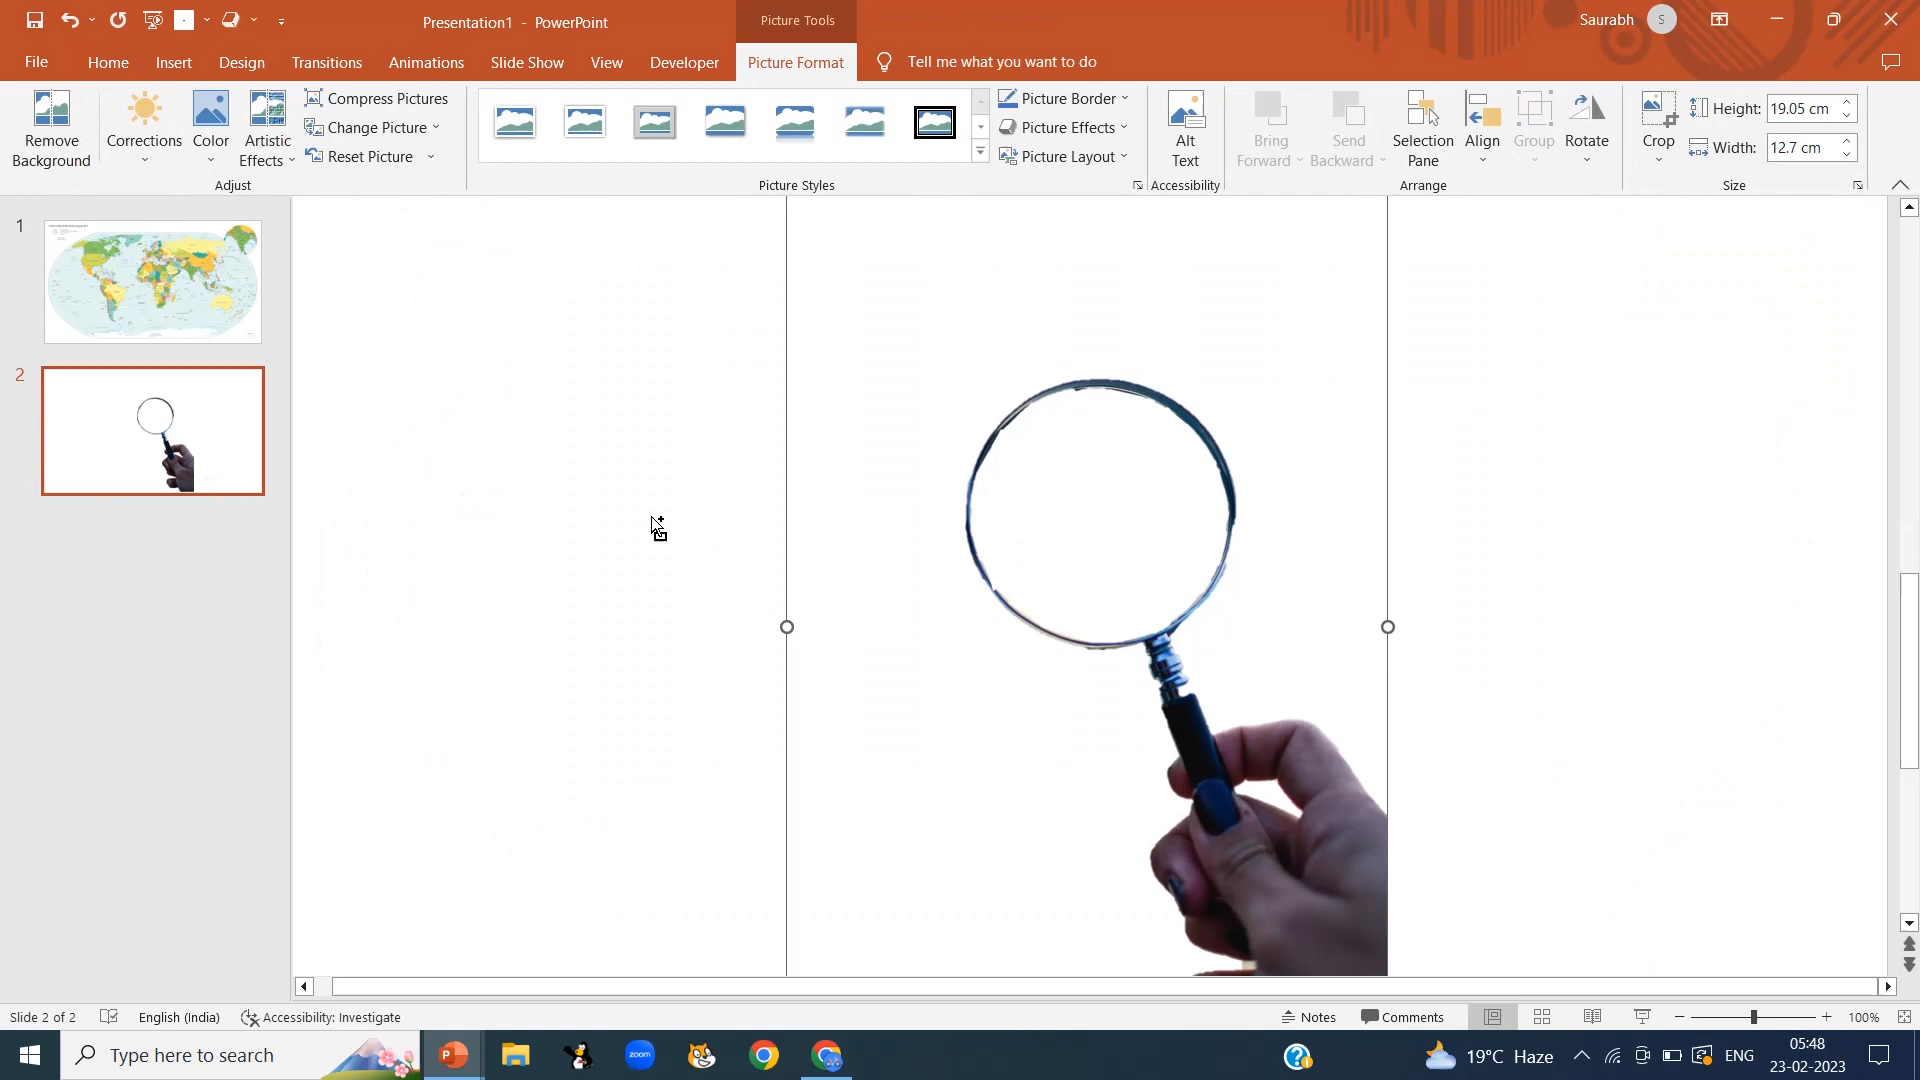 Presentation1 - PowerPoint
Picture Tools
Saurabh
S
File
Home
Insert
Design
Transitions
Animations
Slide Show
View
Developer
Picture Format
Tell me what you want to do
Remove Background
Corrections
Color
Artistic Effects
Compress Pictures
Change Picture
Reset Picture
Adjust
Picture Styles
Picture Border
Picture Effects
Picture Layout
Alt Text
Accessibility
Bring Forward
Send Backward
Selection Pane
Align
Group
Rotate
Arrange
Crop
Height: 19.05 cm
Width: 12.7 cm
Size
1
2
Slide 2 of 2
English (India)
Accessibility: Investigate
Notes
Comments
100%
Type here to search
zoom
19°C Haze
ENG
05:48
23-02-2023